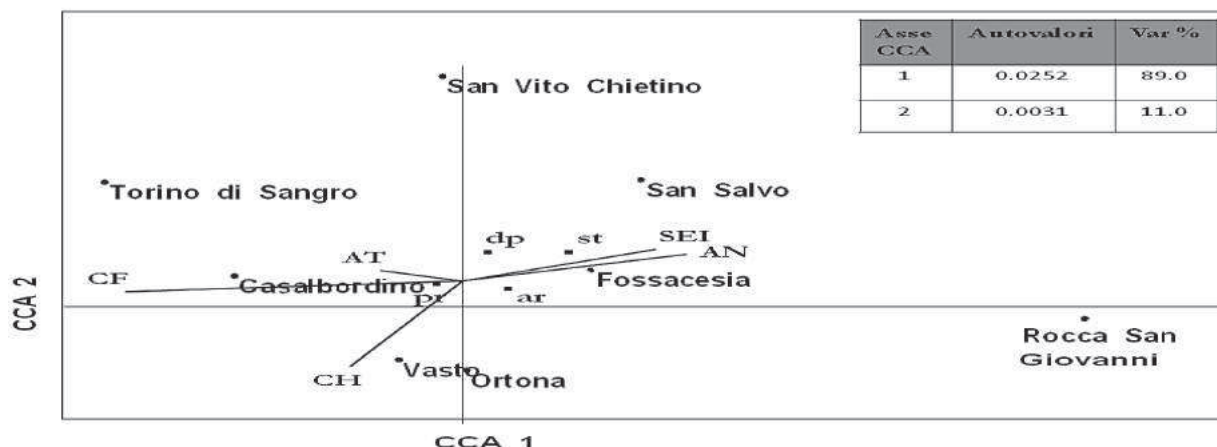 Asse CCA Autovalori Var %
1 0.0252 89.0
2 0.0031 11.0
San Vito Chietino
Torino di Sangro
San Salvo
dp st SEI
AT AN
CF Casalbordino Fossacesia
pr ar
CCA 2
Rocca San
Giovanni
CH Vasto Ortona
CCA 1